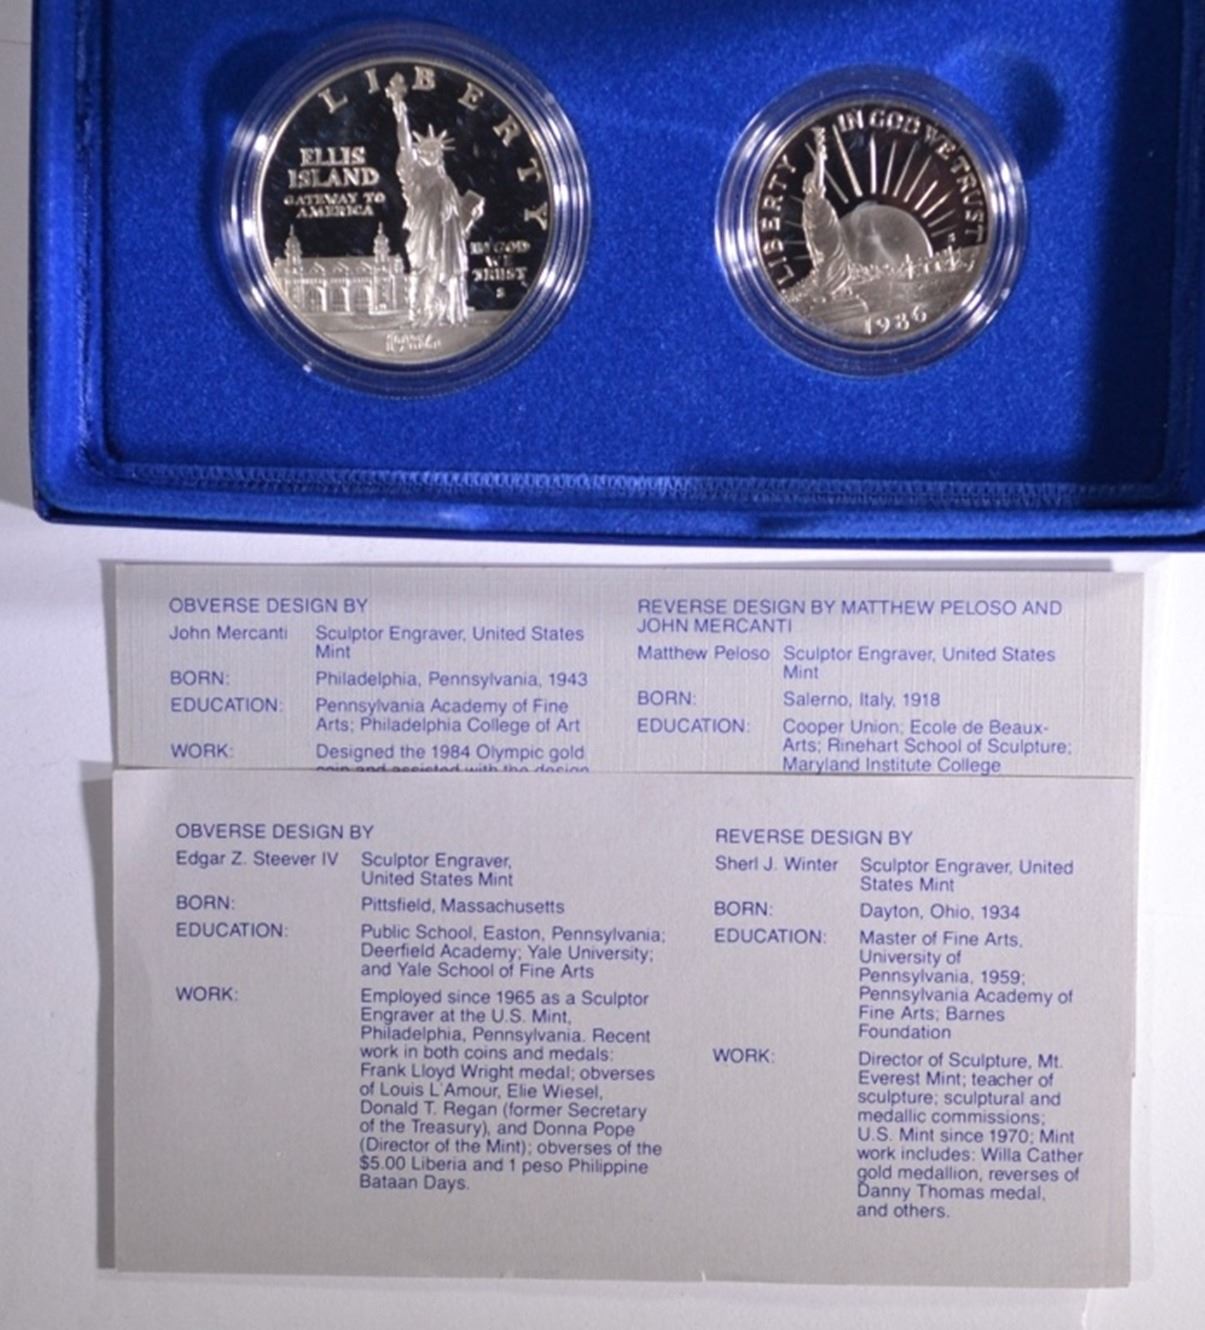 LIBERTY
ELLIS
ISLAND
GATEWAY TO
AMERICA
IN GOD
WE
TRUST
S
IN GOD WE TRUST
LIBERTY
1986
OBVERSE DESIGN BY
John Mercanti Sculptor Engraver, United States
Mint
BORN: Philadelphia, Pennsylvania, 1943
EDUCATION: Pennsylvania Academy of Fine
Arts; Philadelphia College of Art
WORK: Designed the 1984 Olympic gold
coin and assisted with the design
REVERSE DESIGN BY MATTHEW PELOSO AND
JOHN MERCANTI
Matthew Peloso Sculptor Engraver, United States
Mint
BORN: Salerno, Italy, 1918
EDUCATION: Cooper Union; Ecole de Beaux-
Arts; Rinehart School of Sculpture;
Maryland Institute College
OBVERSE DESIGN BY
Edgar Z. Steever IV Sculptor Engraver,
United States Mint
BORN: Pittsfield, Massachusetts
EDUCATION: Public School, Easton, Pennsylvania;
Deerfield Academy; Yale University;
and Yale School of Fine Arts
WORK: Employed since 1965 as a Sculptor
Engraver at the U.S. Mint,
Philadelphia, Pennsylvania. Recent
work in both coins and medals:
Frank Lloyd Wright medal; obverses
of Louis L'Amour, Elie Wiesel,
Donald T. Regan (former Secretary
of the Treasury), and Donna Pope
(Director of the Mint); obverses of the
$5.00 Liberia and 1 peso Philippine
Bataan Days.
REVERSE DESIGN BY
Sherl J. Winter Sculptor Engraver, United
States Mint
BORN: Dayton, Ohio, 1934
EDUCATION: Master of Fine Arts,
University of
Pennsylvania, 1959;
Pennsylvania Academy of
Fine Arts; Barnes
Foundation
WORK: Director of Sculpture, Mt.
Everest Mint; teacher of
sculpture; sculptural and
medallic commissions;
U.S. Mint since 1970; Mint
work includes: Willa Cather
gold medallion, reverses of
Danny Thomas medal,
and others.